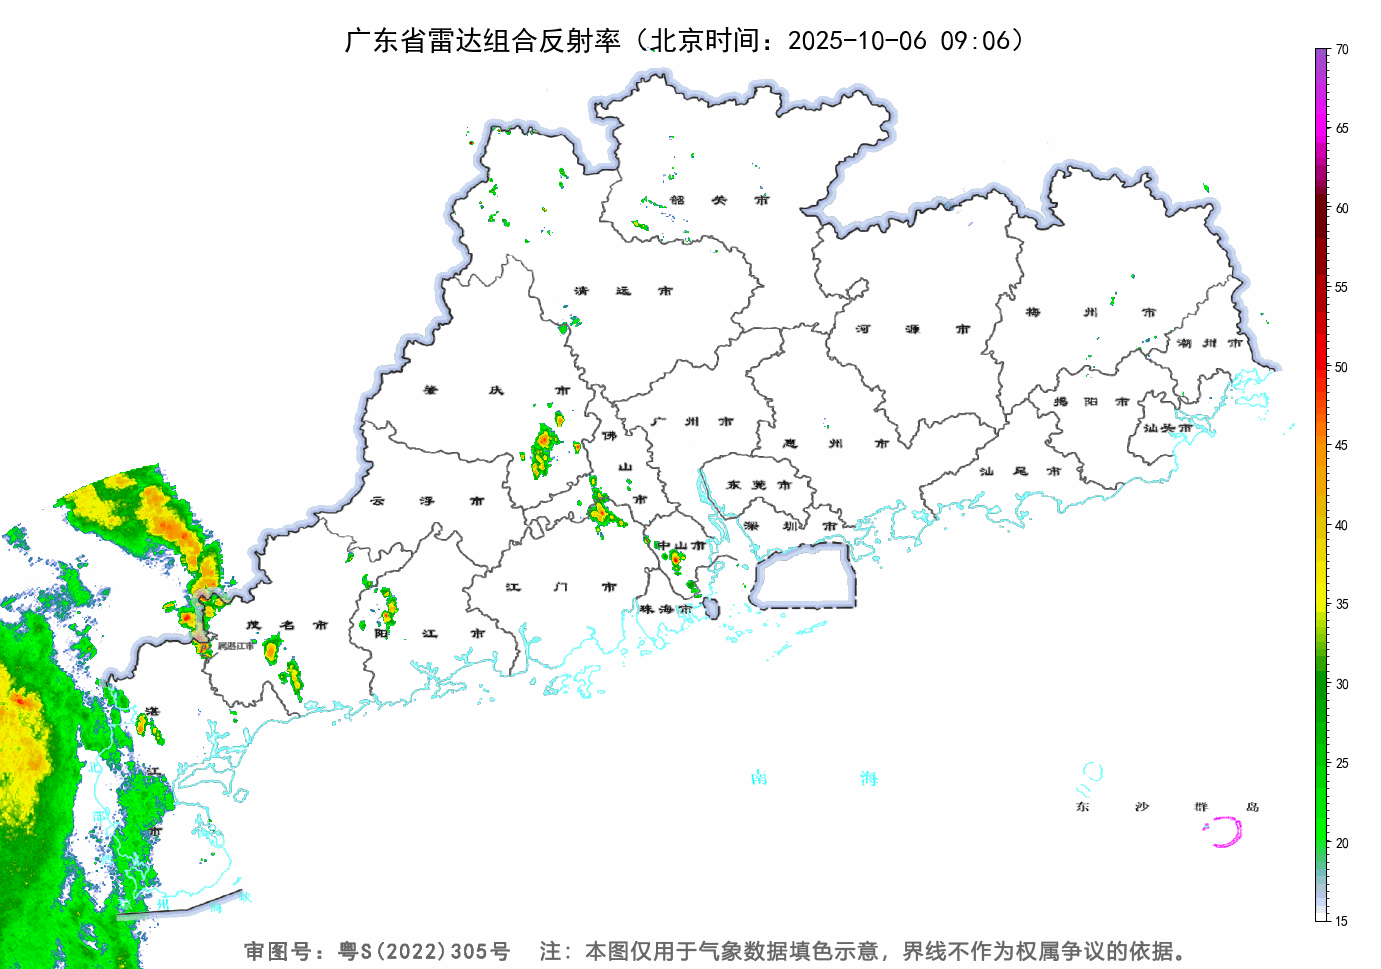 广东省雷达组合反射率（北京时间：2025-10-06 09:06）
70
65
60
55
50
45
40
35
30
25
20
15
韶关市
清远市
河源市
梅州市
潮州市
肇庆市
揭阳市
广州市
汕头市
佛山市
惠州市
云浮市
东莞市
汕尾市
深圳市
中山市
江门市
珠海市
茂名市
阳江市
属湛江市
湛江市
南海
东沙群岛
州
海
峡
审图号：粤S(2022)305号 注：本图仅用于气象数据填色示意，界线不作为权属争议的依据。